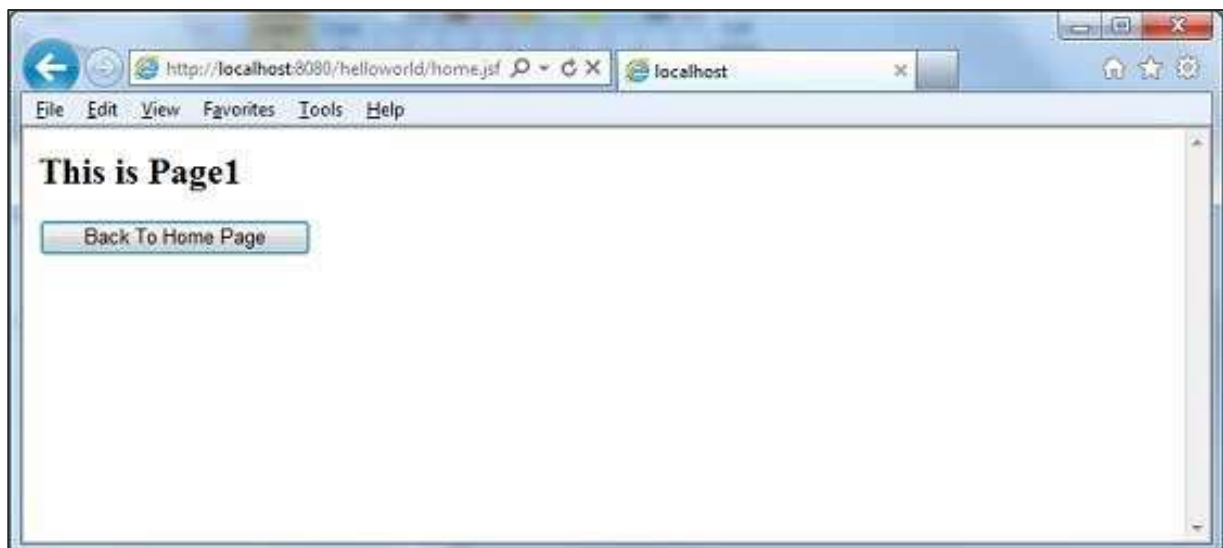 http://localhost:8080/helloworld/home.jsf
localhost
File Edit View Favorites Tools Help
This is Page1
Back To Home Page